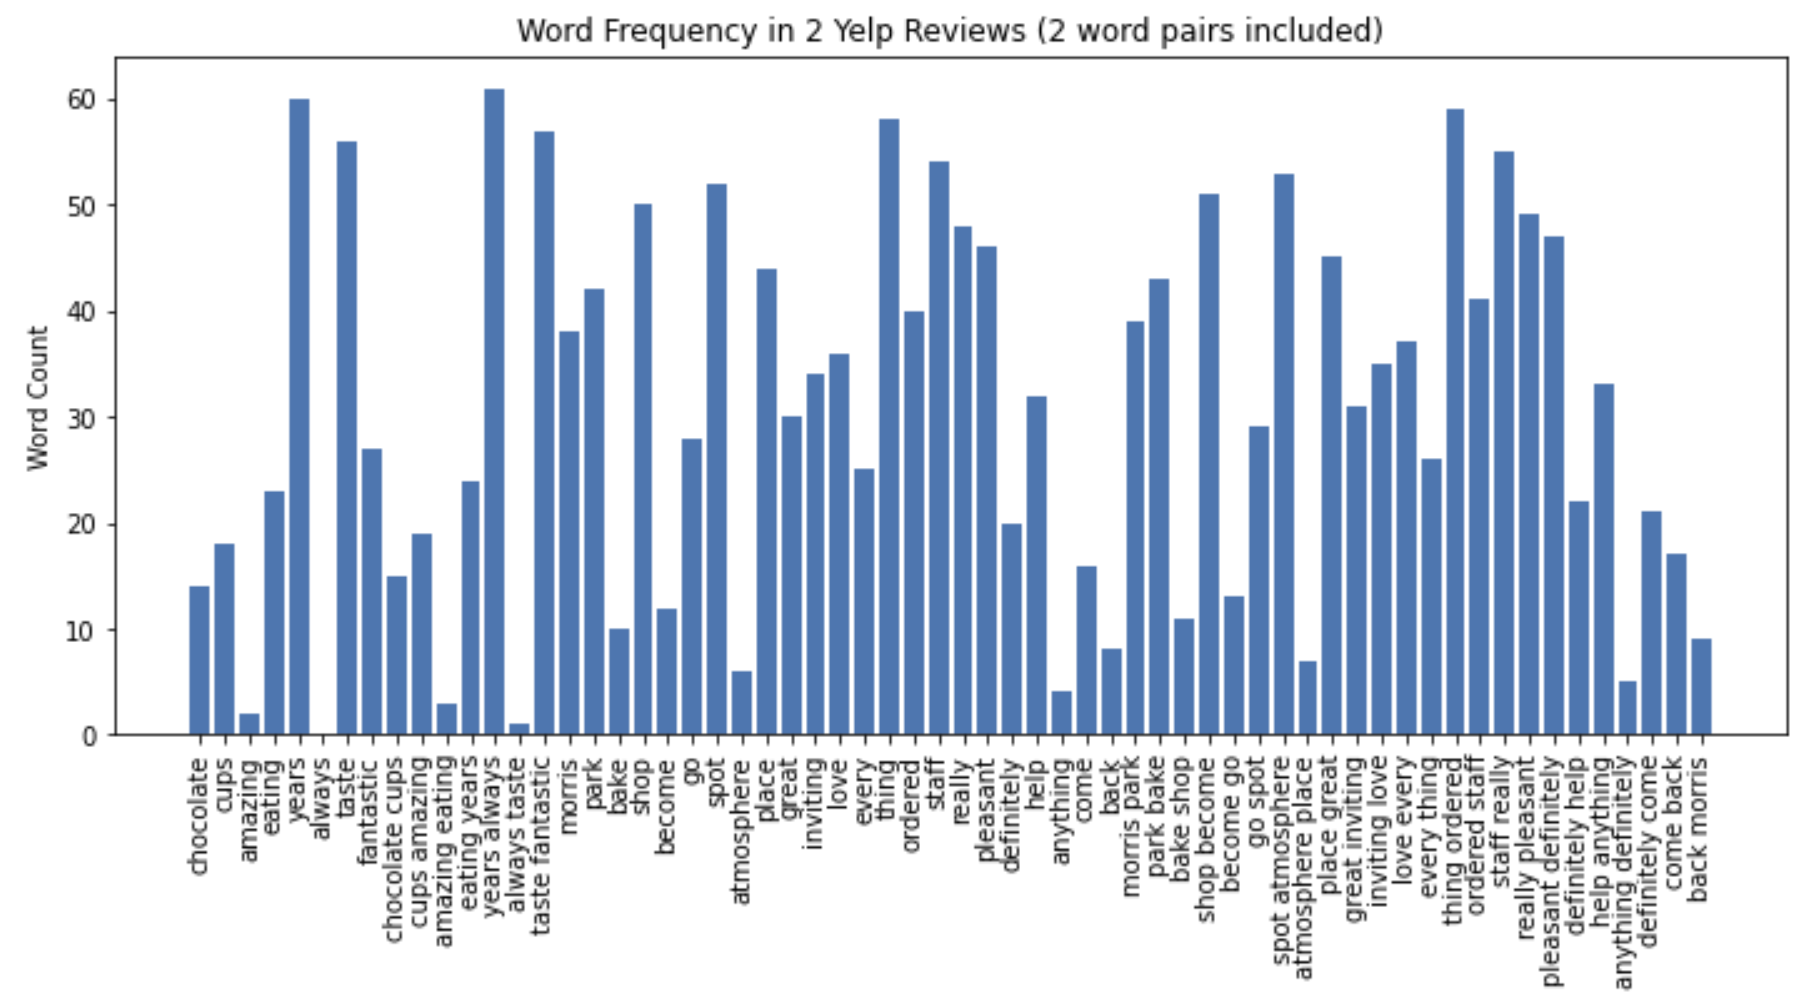 Word Frequency in 2 Yelp Reviews (2 word pairs included)
Word Count
60
50
40
30
20
10
0
chocolate
cups
amazing
eating
years
always
taste
fantastic
chocolate cups
cups amazing
amazing eating
eating years
years always
always taste
taste fantastic
morris
park
bake
shop
become
go
spot
atmosphere
place
great
inviting
love
every
thing
ordered
staff
really
pleasant
definitely
help
anything
come
back
morris park
park bake
bake shop
shop become
become go
go spot
spot atmosphere
atmosphere place
place great
great inviting
inviting love
love every
every thing
thing ordered
ordered staff
staff really
really pleasant
pleasant definitely
definitely help
help anything
anything definitely
definitely come
come back
back morris